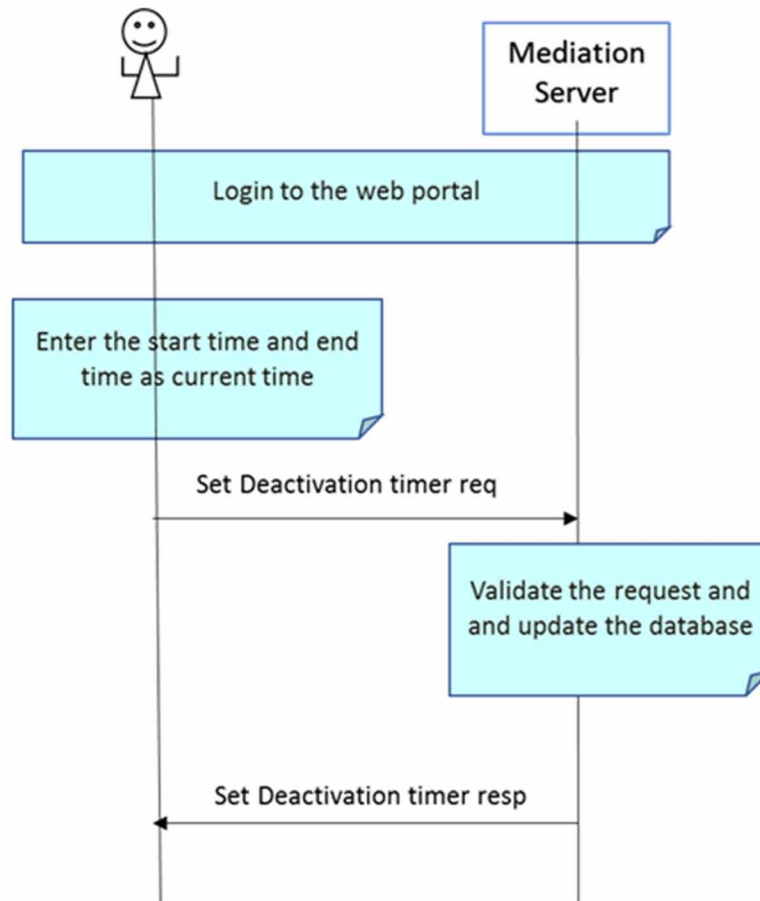 Mediation
Server
Login to the web portal
Enter the start time and end
time as current time
Set Deactivation timer req
Validate the request and
and update the database
Set Deactivation timer resp